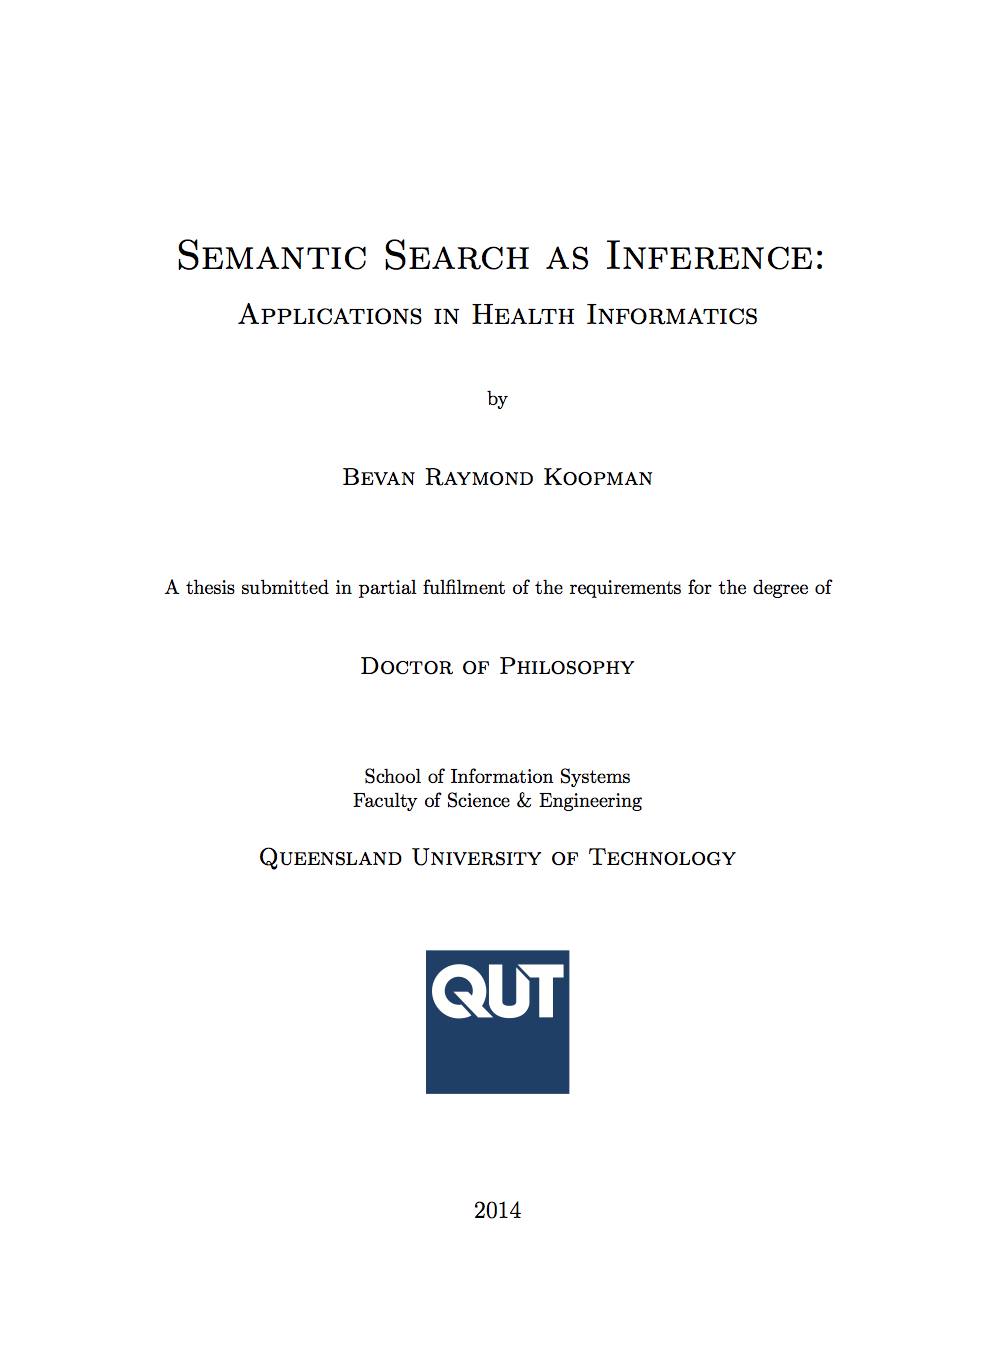 Semantic Search as Inference:
Applications in Health Informatics
by
Bevan Raymond Koopman
A thesis submitted in partial fulfilment of the requirements for the degree of
Doctor of Philosophy
School of Information Systems
Faculty of Science & Engineering
Queensland University of Technology
QUT
2014